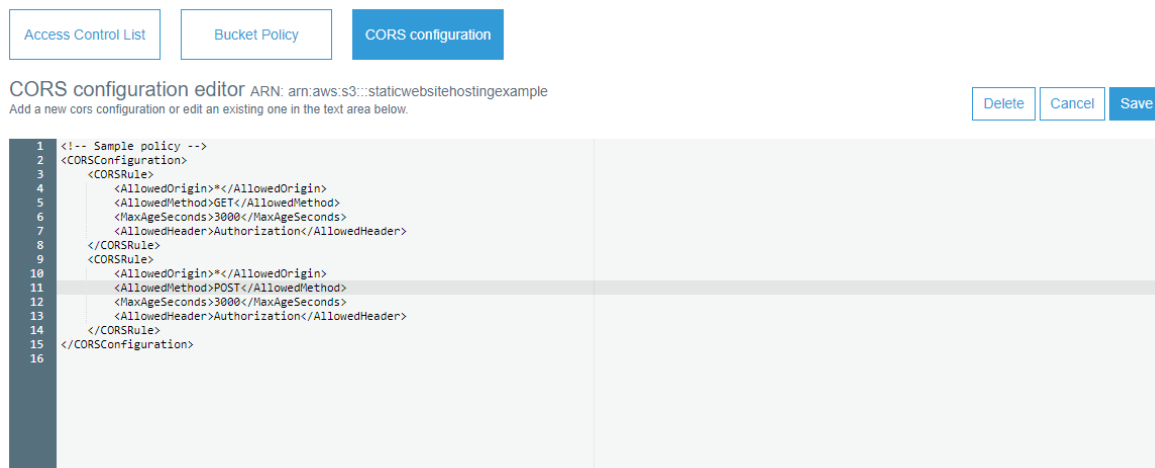 Access Control List Bucket Policy CORS configuration
CORS configuration editor ARN: arn:aws:s3:::staticwebsitehostingexample
Add a new cors configuration or edit an existing one in the text area below.
Delete Cancel Save
1 <!-- Sample policy -->
2 <CORSConfiguration>
3 <CORSRule>
4 <AllowedOrigin>*</AllowedOrigin>
5 <AllowedMethod>GET</AllowedMethod>
6 <MaxAgeSeconds>3000</MaxAgeSeconds>
7 <AllowedHeader>Authorization</AllowedHeader>
8 </CORSRule>
9 <CORSRule>
10 <AllowedOrigin>*</AllowedOrigin>
11 <AllowedMethod>POST</AllowedMethod>
12 <MaxAgeSeconds>3000</MaxAgeSeconds>
13 <AllowedHeader>Authorization</AllowedHeader>
14 </CORSRule>
15 </CORSConfiguration>
16